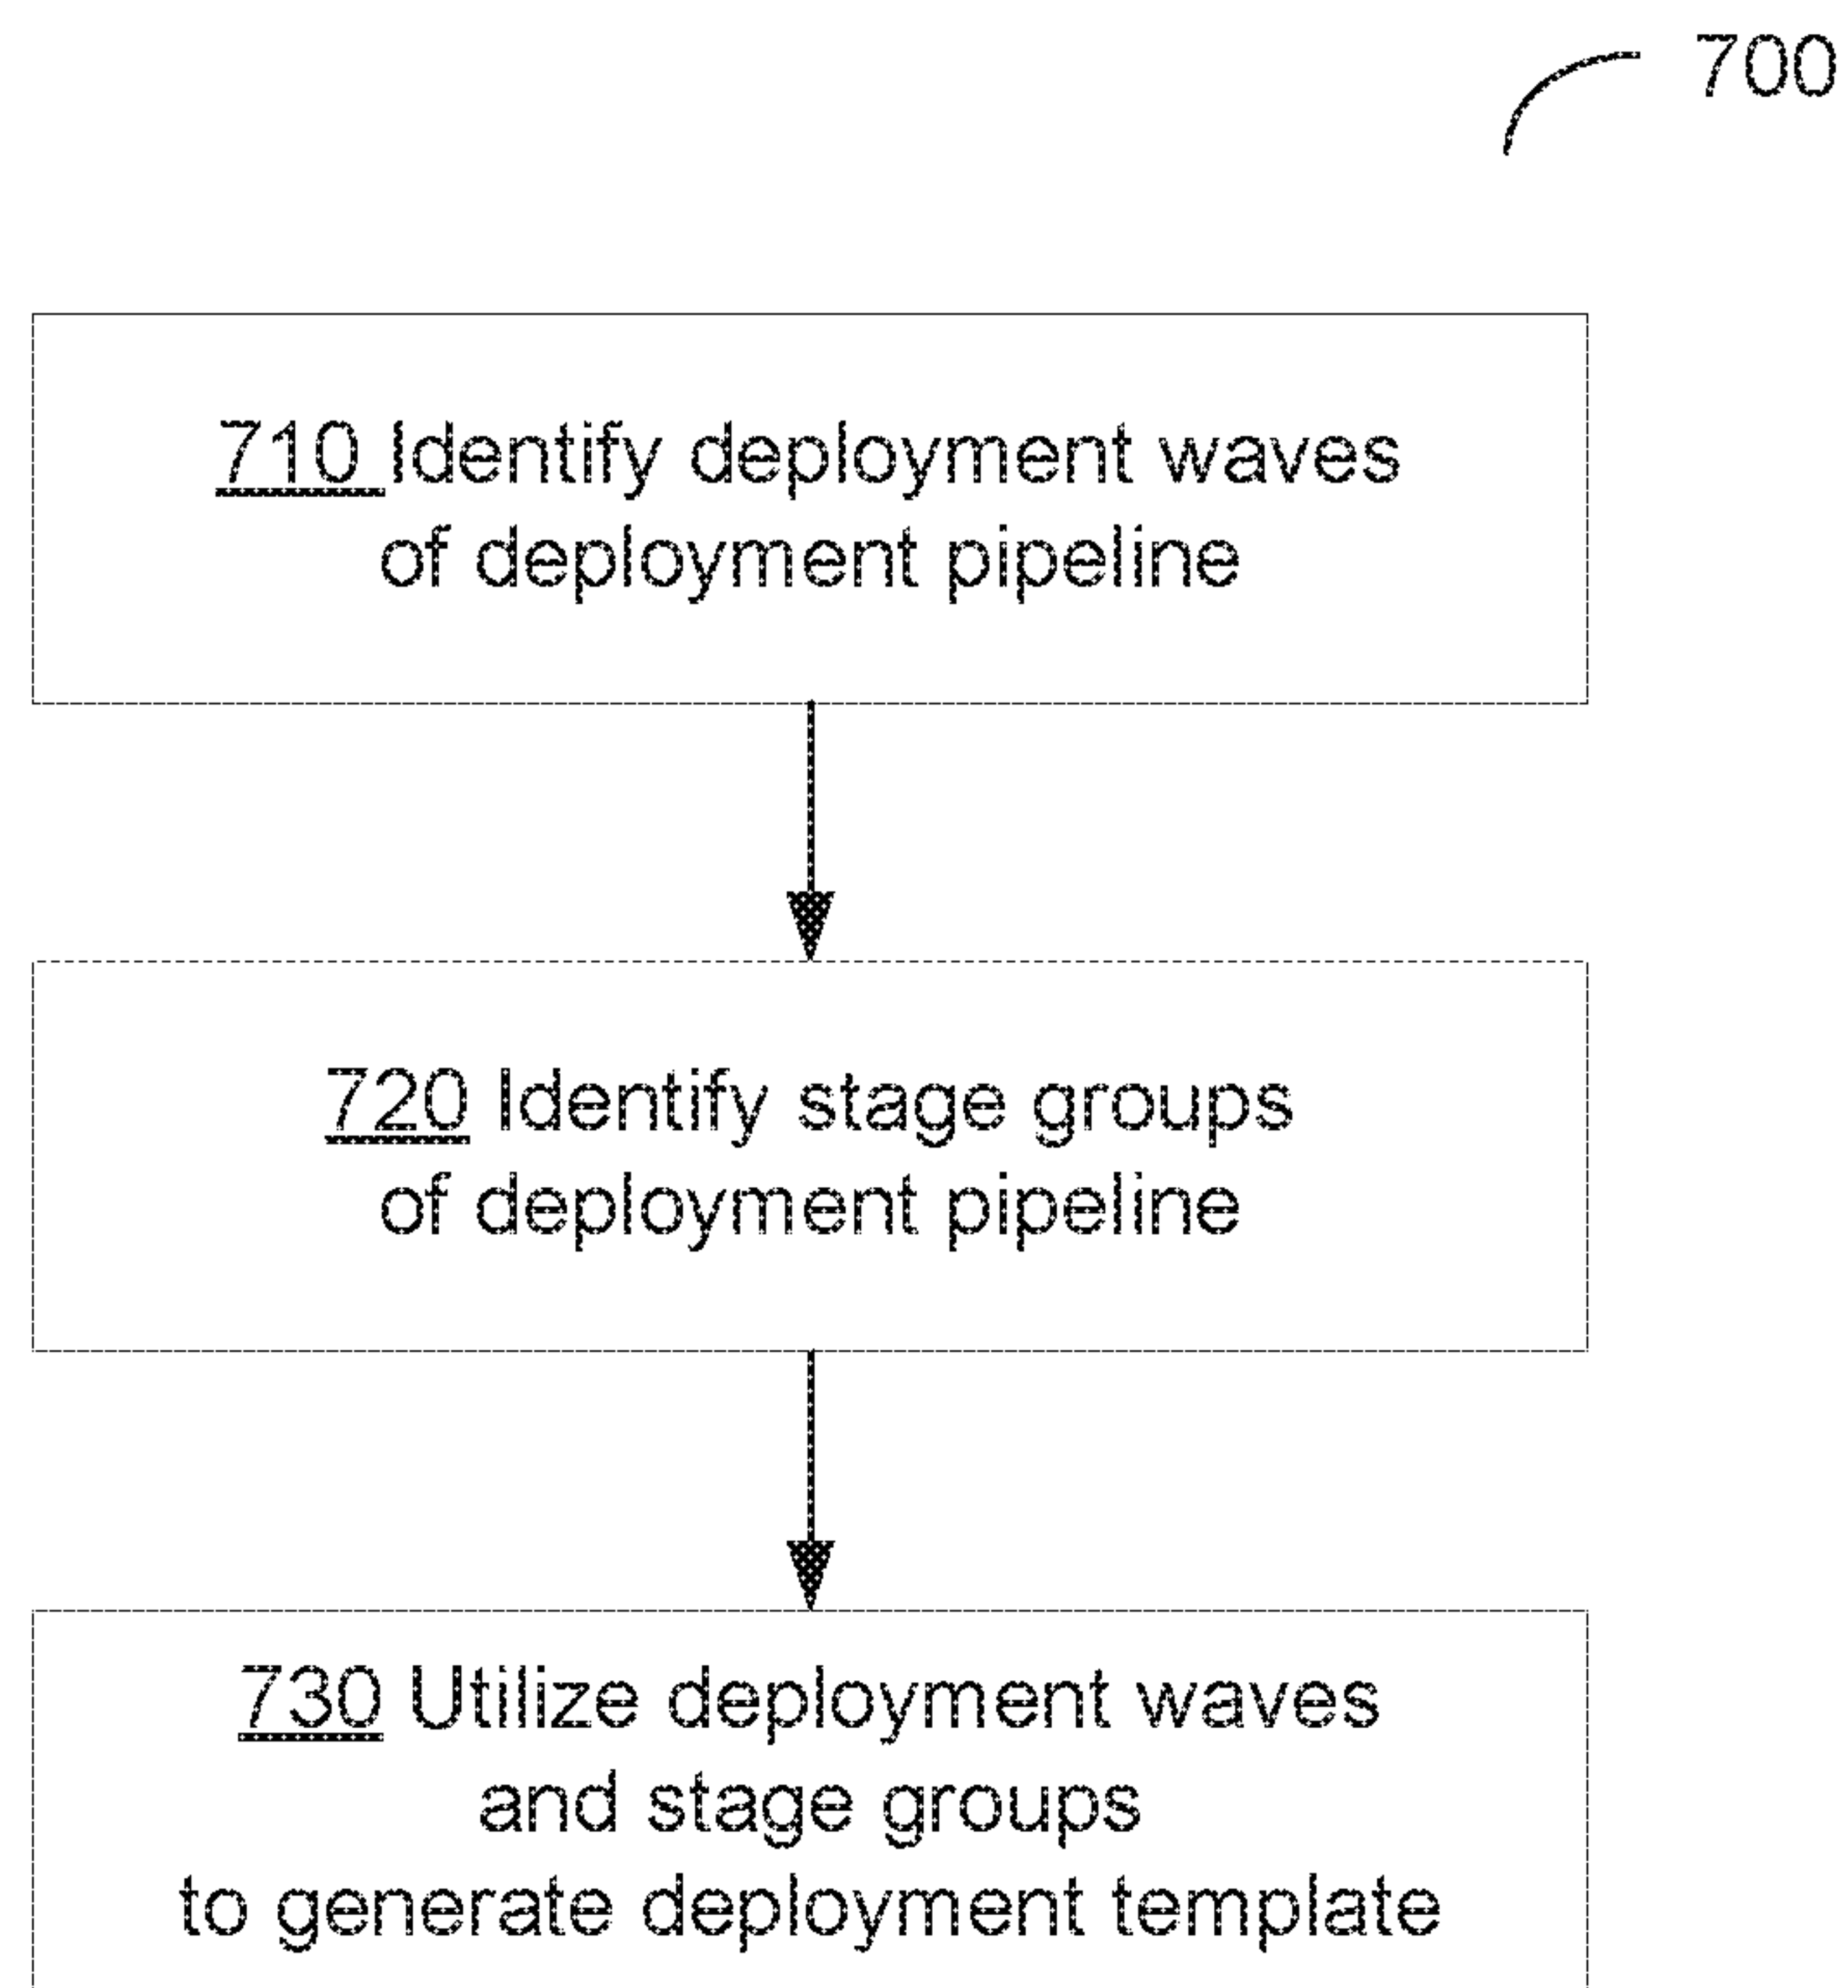 700
710 Identify deployment waves
of deployment pipeline
720 Identify stage groups
of deployment pipeline
730 Utilize deployment waves
and stage groups
to generate deployment template